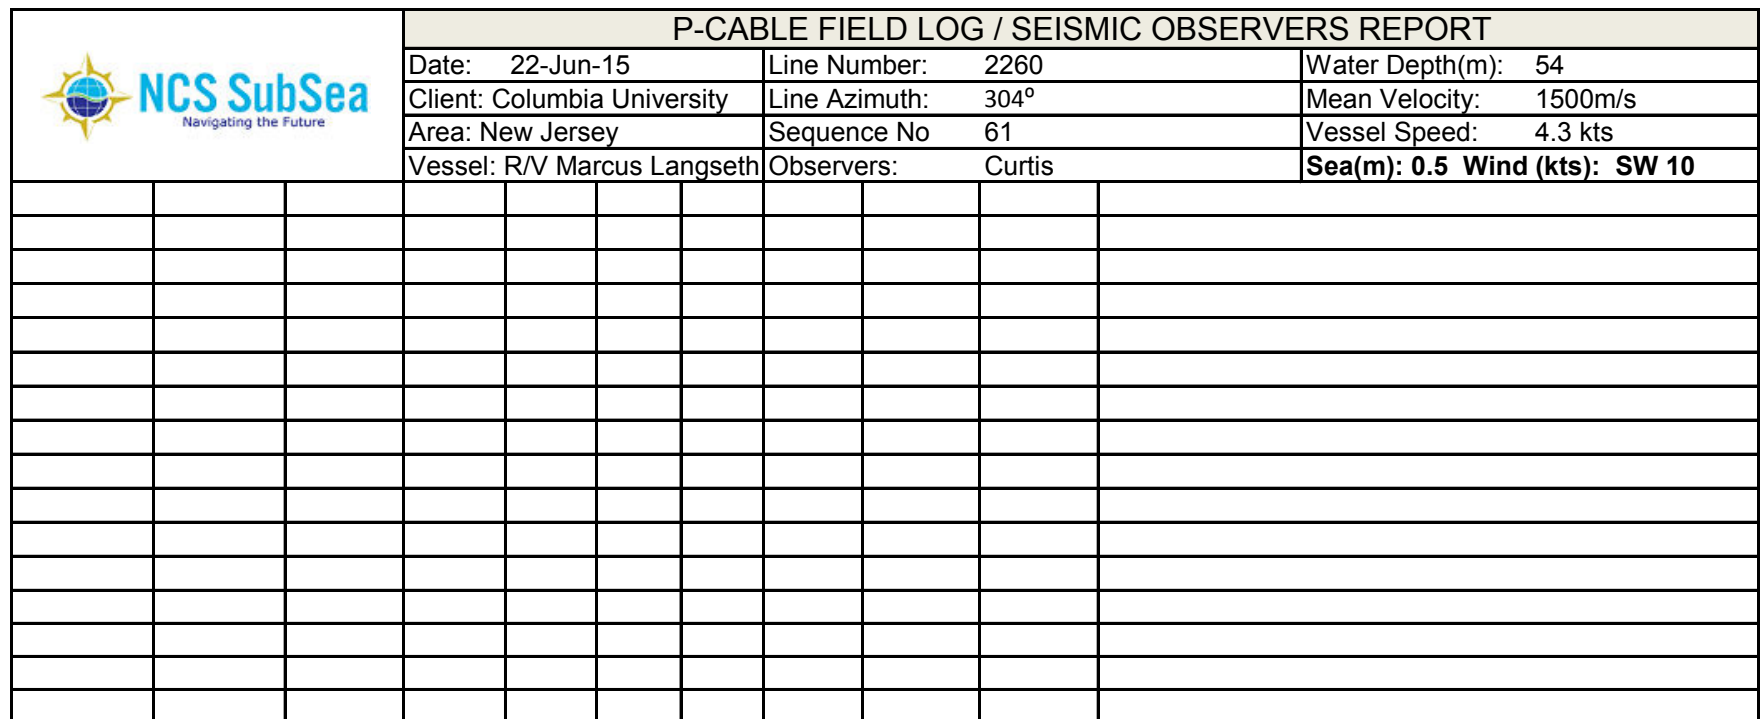 P-CABLE FIELD LOG / SEISMIC OBSERVERS REPORT
NCS SubSea
Navigating the Future
Date: 22-Jun-15 Line Number: 2260 Water Depth(m): 54
Client: Columbia University Line Azimuth: 304º Mean Velocity: 1500m/s
Area: New Jersey Sequence No 61 Vessel Speed: 4.3 kts
Vessel: R/V Marcus Langseth Observers: Curtis Sea(m): 0.5 Wind (kts): SW 10